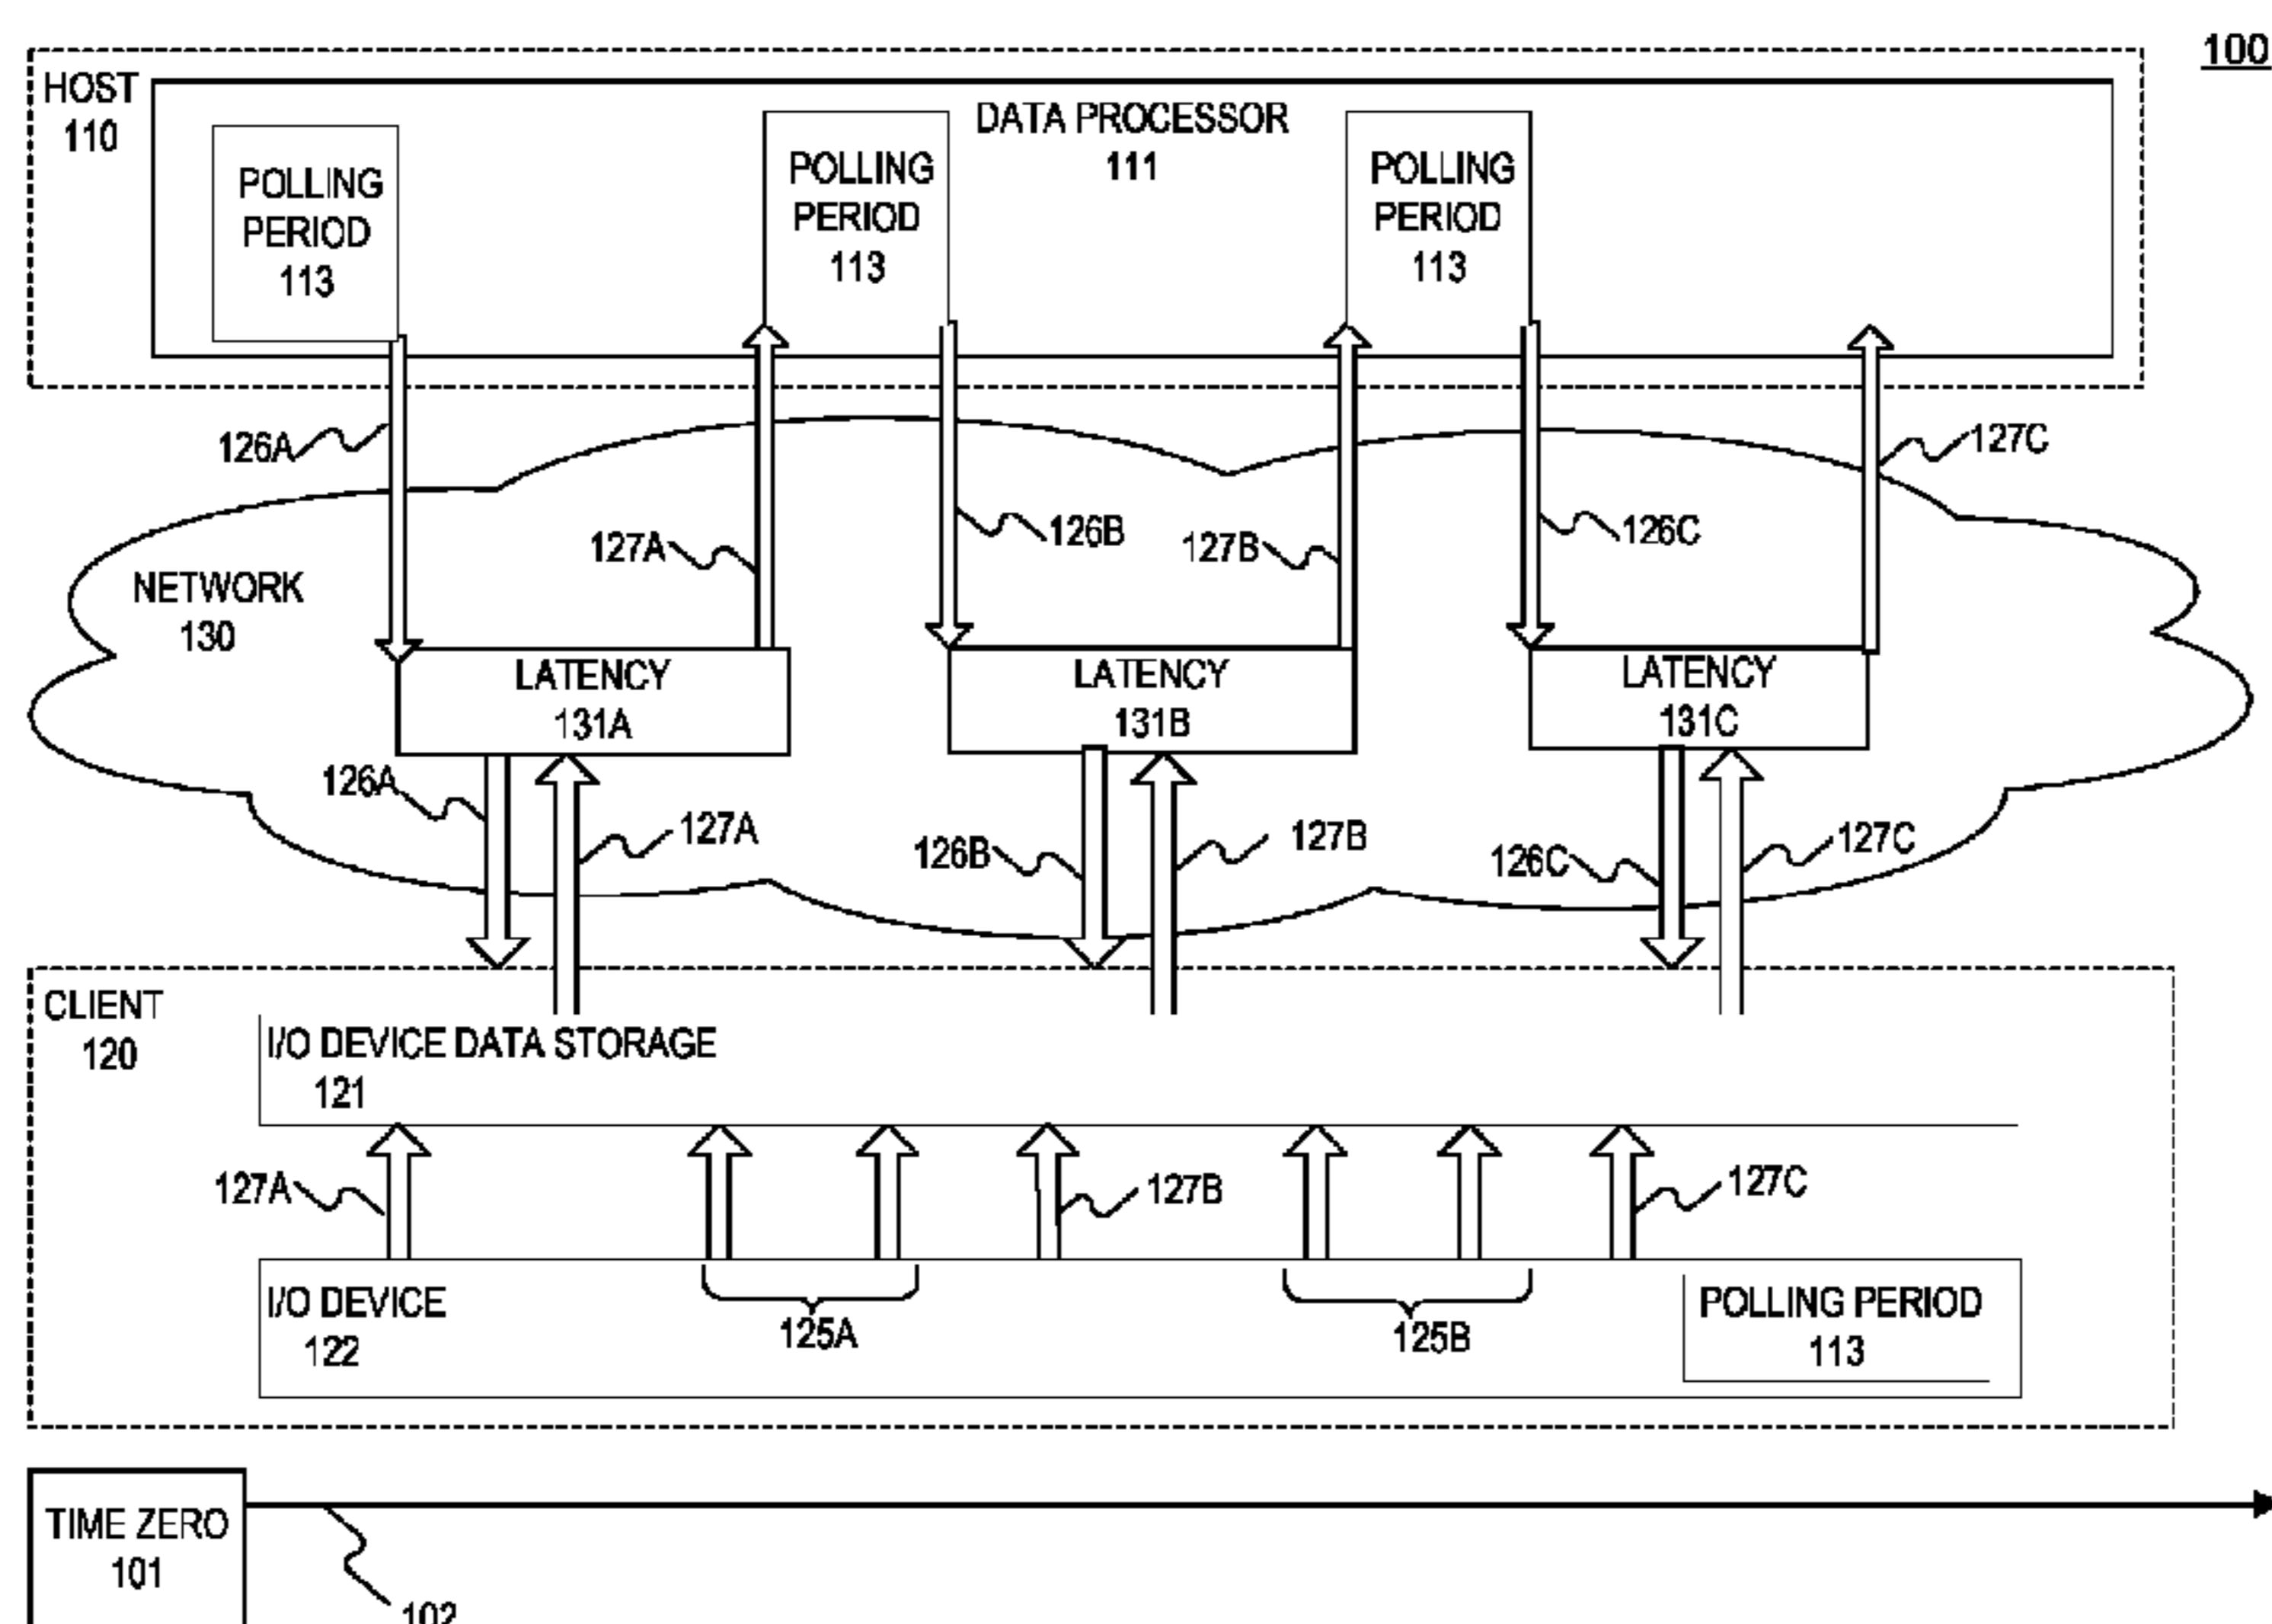 100
HOST
110
DATA PROCESSOR
111
POLLING
PERIOD
113
POLLING
PERIOD
113
POLLING
PERIOD
113
126A
127C
127A
126B
127B
126C
NETWORK
130
LATENCY
131A
LATENCY
131B
LATENCY
131C
126A
127A
126B
127B
126C
127C
CLIENT
120
I/O DEVICE DATA STORAGE
121
127A
127B
127C
I/O DEVICE
122
125A
125B
POLLING PERIOD
113
TIME ZERO
101
102